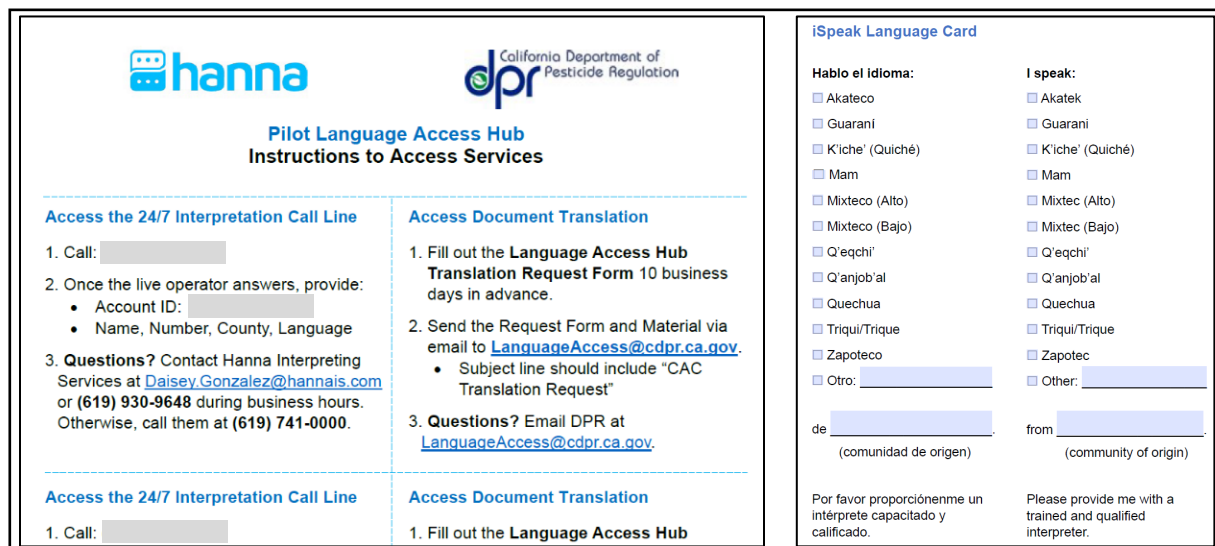 hanna
dpr
California Department of
Pesticide Regulation
Pilot Language Access Hub
Instructions to Access Services
Access the 24/7 Interpretation Call Line
1. Call:
2. Once the live operator answers, provide:
• Account ID:
• Name, Number, County, Language
3. Questions? Contact Hanna Interpreting
Services at Daisey.Gonzalez@hannais.com
or (619) 930-9648 during business hours.
Otherwise, call them at (619) 741-0000.
Access Document Translation
1. Fill out the Language Access Hub
Translation Request Form 10 business
days in advance.
2. Send the Request Form and Material via
email to LanguageAccess@cdpr.ca.gov.
• Subject line should include “CAC
Translation Request”
3. Questions? Email DPR at
LanguageAccess@cdpr.ca.gov.
Access the 24/7 Interpretation Call Line
1. Call:
Access Document Translation
1. Fill out the Language Access Hub
iSpeak Language Card
Hablo el idioma:
Akateco
Guaraní
K'iche' (Quiché)
Mam
Mixteco (Alto)
Mixteco (Bajo)
Q'eqchi'
Q'anjob'al
Quechua
Triqui/Trique
Zapoteco
Otro:
de .
(comunidad de origen)
Por favor proporciónenme un
intérprete capacitado y
calificado.
I speak:
Akatek
Guarani
K'iche' (Quiché)
Mam
Mixtec (Alto)
Mixtec (Bajo)
Q'eqchi'
Q'anjob'al
Quechua
Triqui/Trique
Zapotec
Other:
from .
(community of origin)
Please provide me with a
trained and qualified
interpreter.